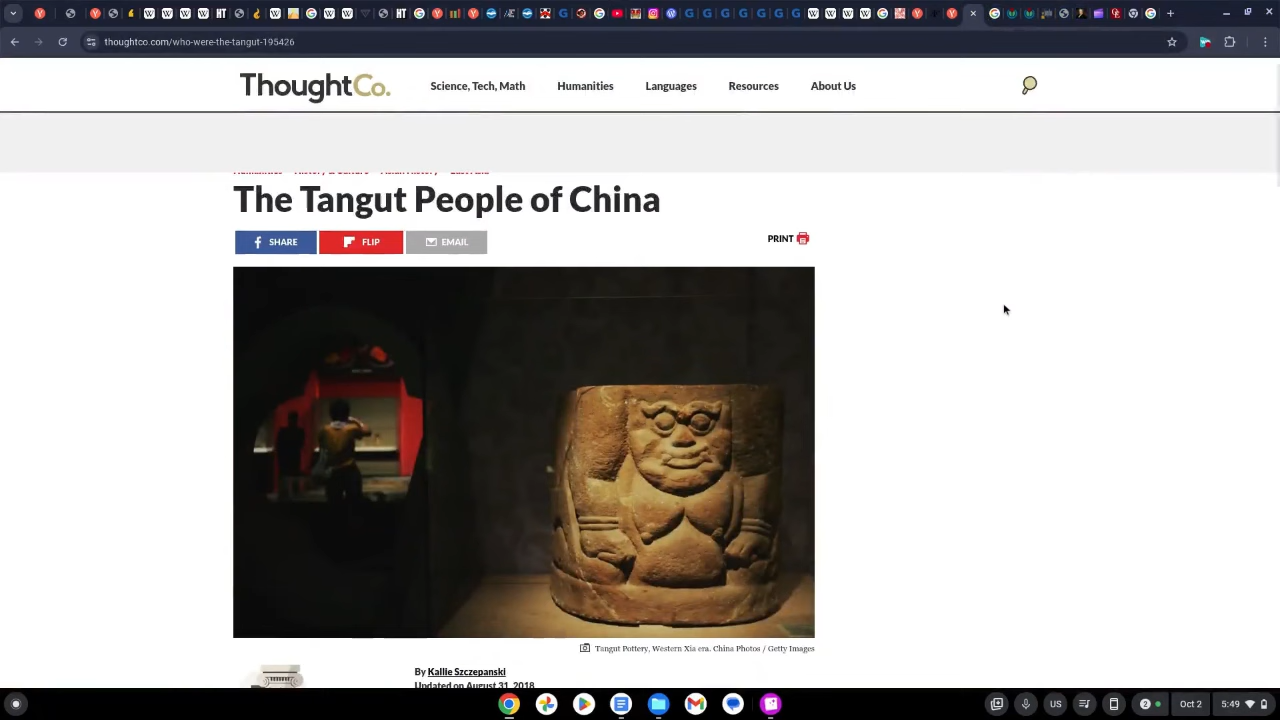 thoughtco.com/who-were-the-tangut-195426
ThoughtCo.
Science, Tech, Math
Humanities
Languages
Resources
About Us
The Tangut People of China
SHARE
FLIP
EMAIL
PRINT
Tangut Pottery, Western Xia era. China Photos / Getty Images
By Kallie Szczepanski
Updated on August 31, 2018
US
2
Oct 2
5:49